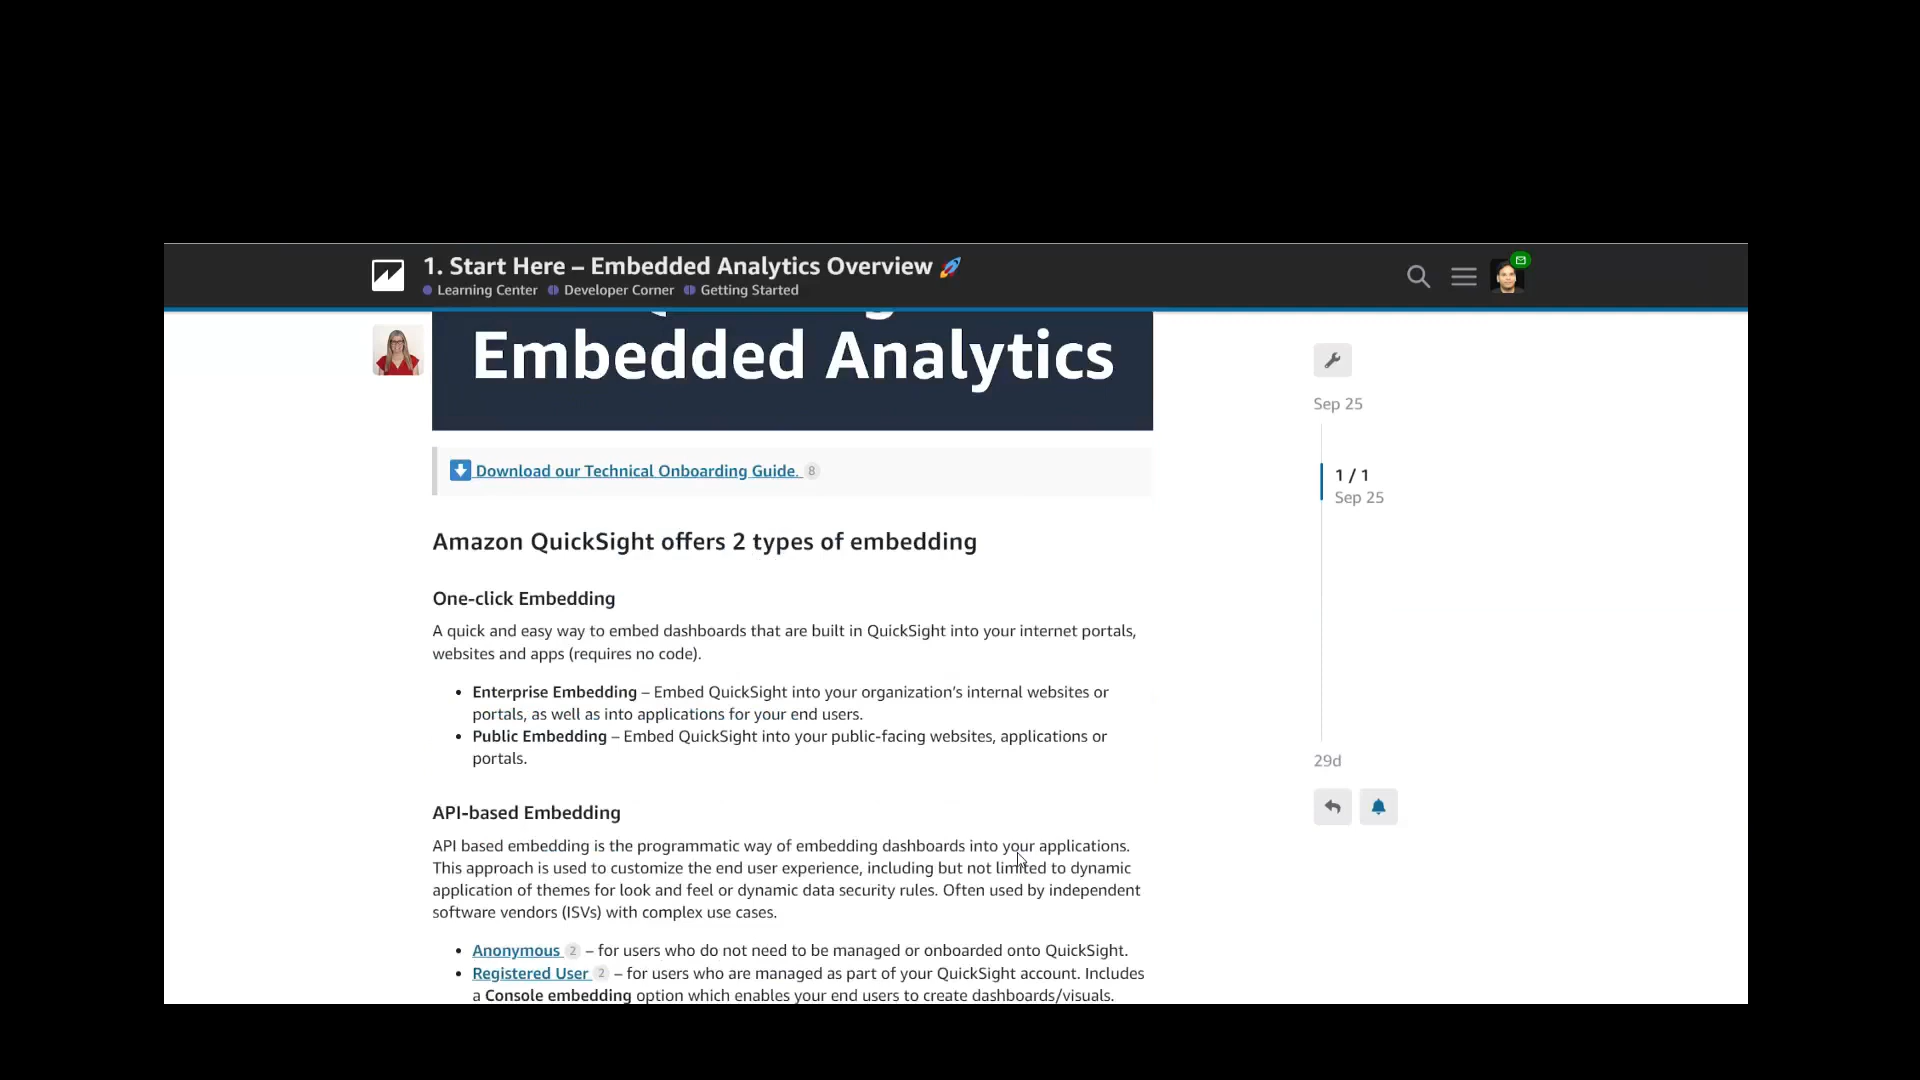 1. Start Here – Embedded Analytics Overview 🚀
Learning Center Developer Corner Getting Started
Embedded Analytics
Download our Technical Onboarding Guide. 8
Sep 25
1 / 1
Sep 25
Amazon QuickSight offers 2 types of embedding
One-click Embedding
A quick and easy way to embed dashboards that are built in QuickSight into your internet portals,
websites and apps (requires no code).
• Enterprise Embedding – Embed QuickSight into your organization’s internal websites or
portals, as well as into applications for your end users.
• Public Embedding – Embed QuickSight into your public-facing websites, applications or
portals.
29d
API-based Embedding
API based embedding is the programmatic way of embedding dashboards into your applications.
This approach is used to customize the end user experience, including but not limited to dynamic
application of themes for look and feel or dynamic data security rules. Often used by independent
software vendors (ISVs) with complex use cases.
• Anonymous 2 – for users who do not need to be managed or onboarded onto QuickSight.
• Registered User 2 – for users who are managed as part of your QuickSight account. Includes
a Console embedding option which enables your end users to create dashboards/visuals.